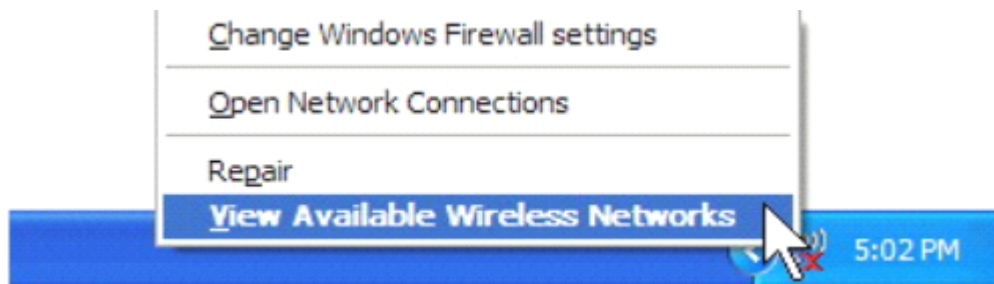 Change Windows Firewall settings
Open Network Connections
Repair
View Available Wireless Networks
5:02 PM